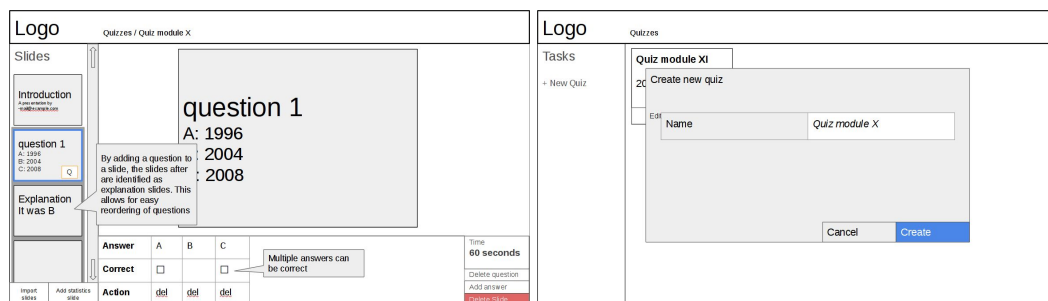 Logo
Quizzes / Quiz module X
Slides
Introduction
A presentation by
question 1
A: 1996
B: 2004
C: 2008
Q
Explanation
It was B
Import
slides
Add statistics
slide
question 1
A: 1996
: 2004
: 2008
By adding a question to
a slide, the slides after
are identified as
explanation slides. This
allows for easy
reordering of questions
Answer A B C
Correct
Action del del del
Multiple answers can
be correct
Time
60 seconds
Delete question
Add answer
Delete Slide
Logo
Quizzes
Tasks
+ New Quiz
Quiz module XI
20
Edit
Create new quiz
Name Quiz module X
Cancel Create